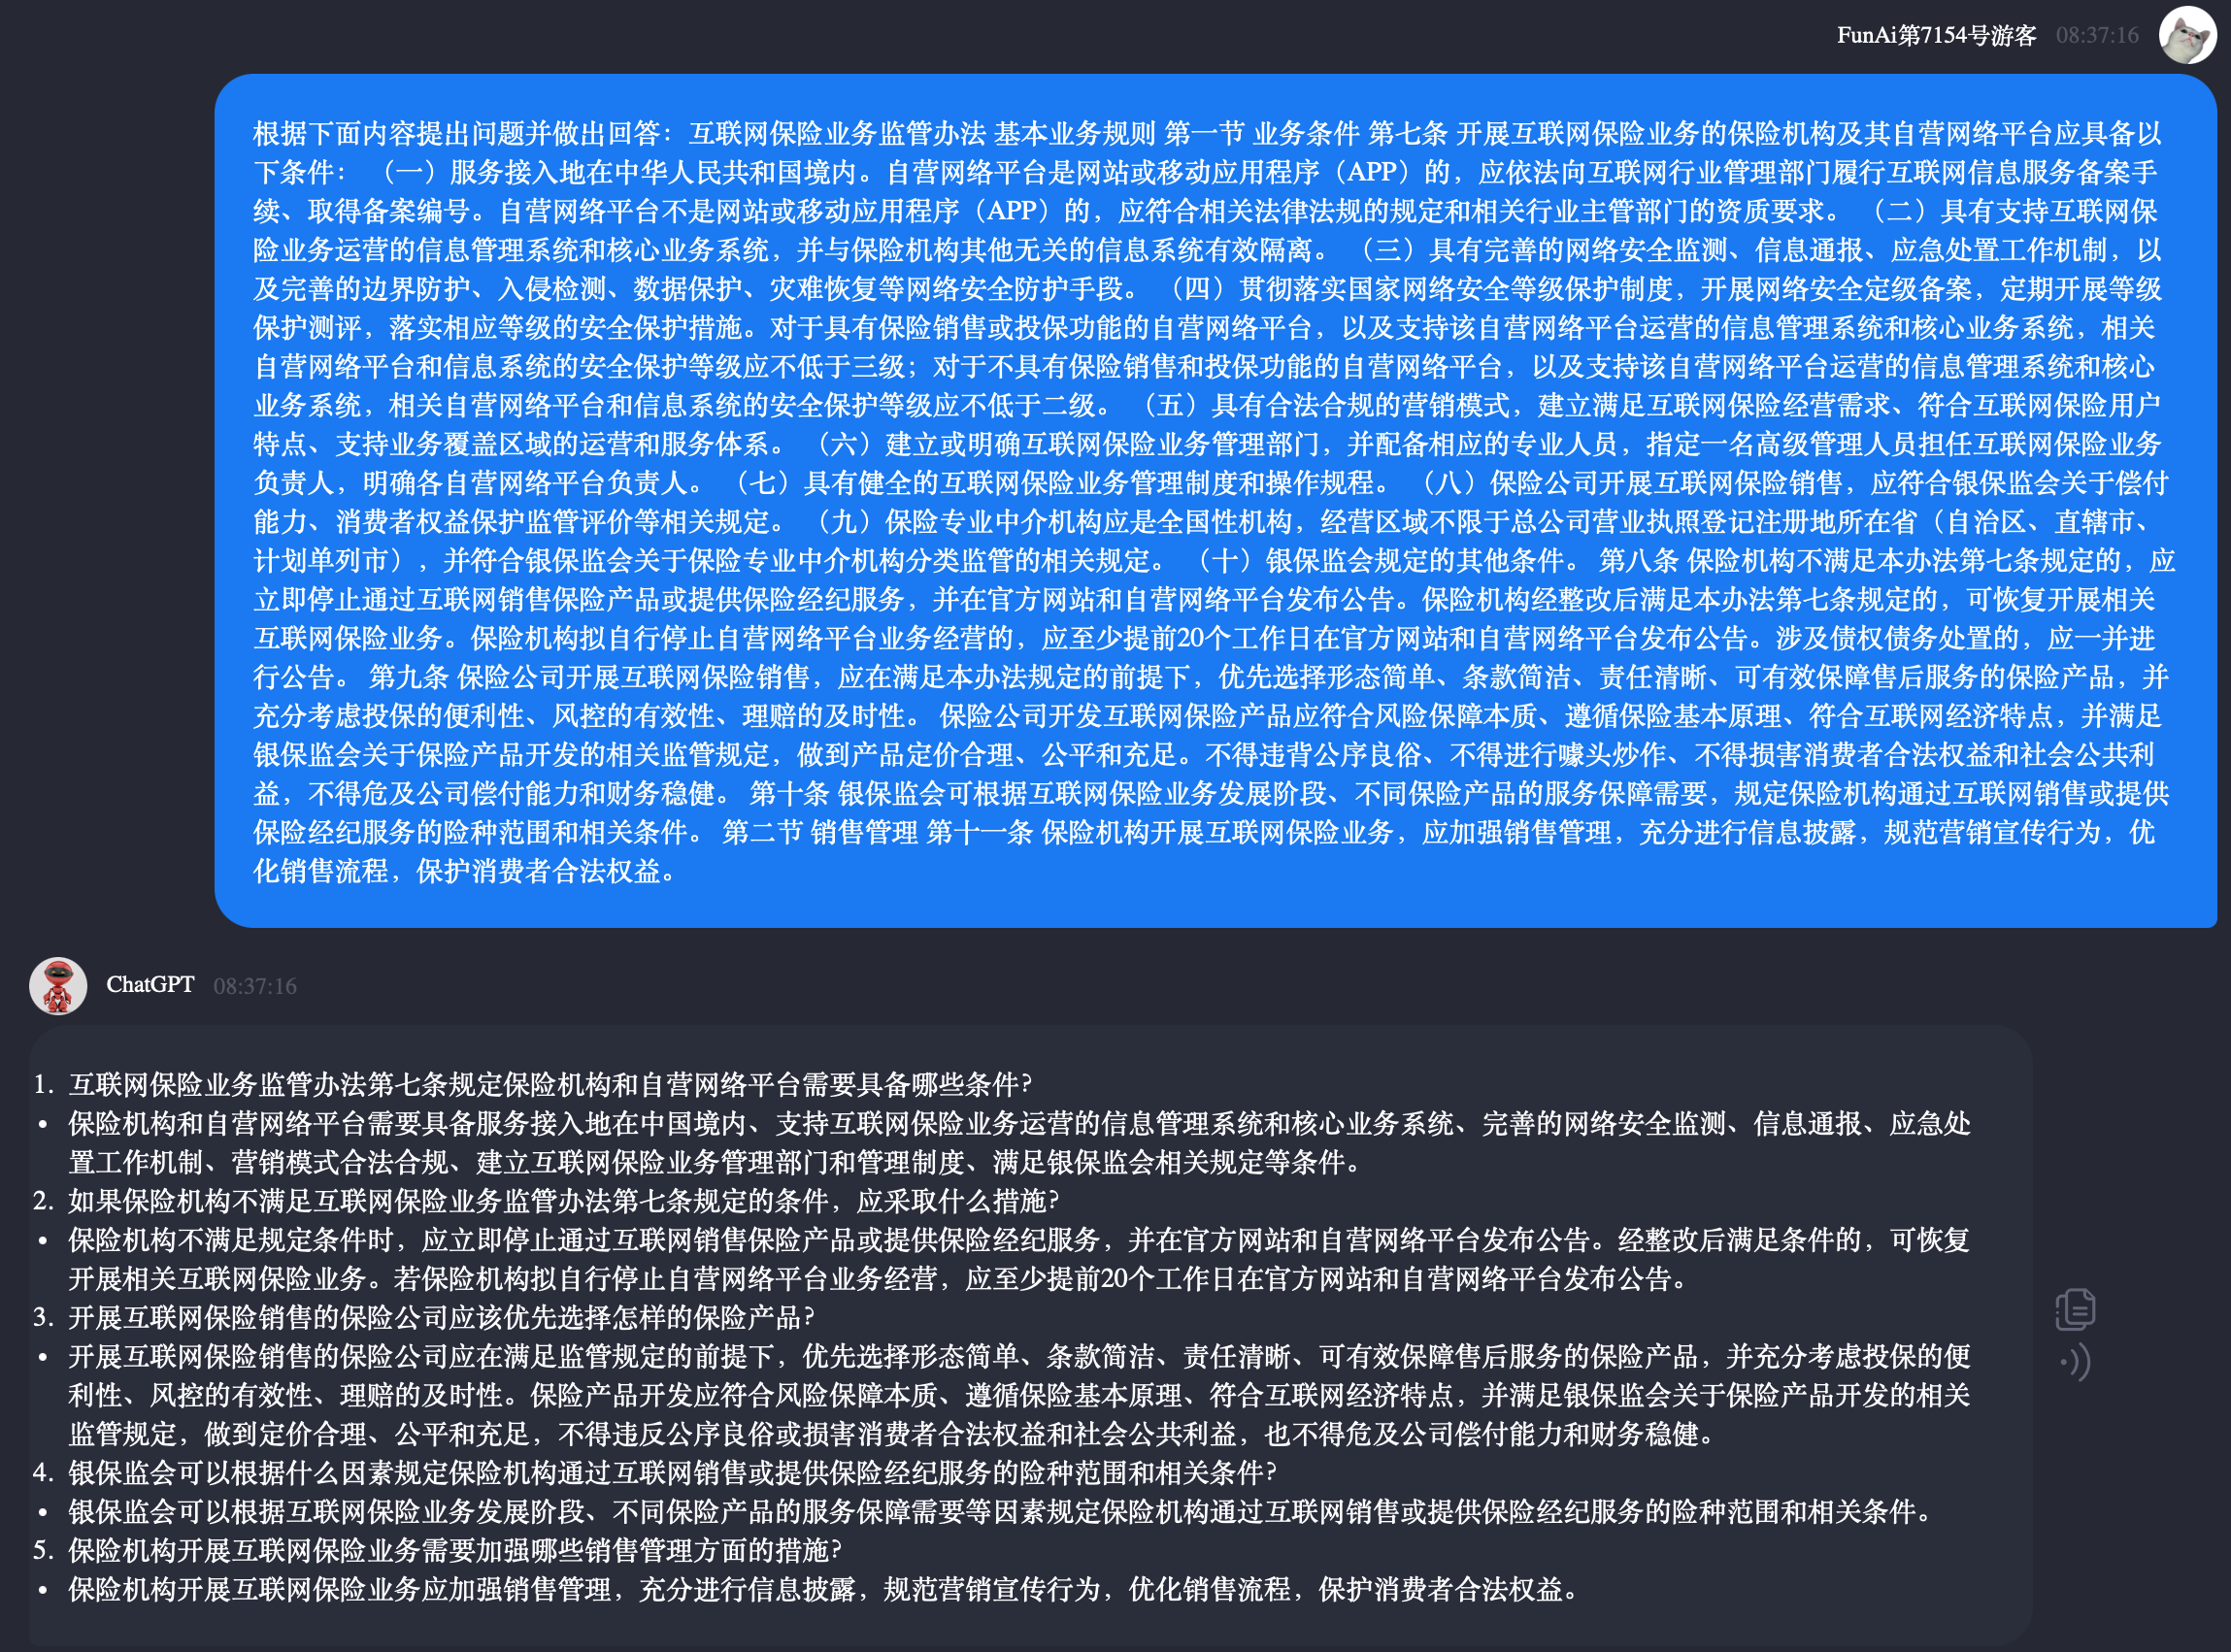 FunAi第7154号游客 08:37:16
根据下面内容提出问题并做出回答：互联网保险业务监管办法 基本业务规则 第一节 业务条件 第七条 开展互联网保险业务的保险机构及其自营网络平台应具备以
下条件： （一）服务接入地在中华人民共和国境内。自营网络平台是网站或移动应用程序（APP）的，应依法向互联网行业管理部门履行互联网信息服务备案手
续、取得备案编号。自营网络平台不是网站或移动应用程序（APP）的，应符合相关法律法规的规定和相关行业主管部门的资质要求。 （二）具有支持互联网保
险业务运营的信息管理系统和核心业务系统，并与保险机构其他无关的信息系统有效隔离。 （三）具有完善的网络安全监测、信息通报、应急处置工作机制，以
及完善的边界防护、入侵检测、数据保护、灾难恢复等网络安全防护手段。 （四）贯彻落实国家网络安全等级保护制度，开展网络安全定级备案，定期开展等级
保护测评，落实相应等级的安全保护措施。对于具有保险销售或投保功能的自营网络平台，以及支持该自营网络平台运营的信息管理系统和核心业务系统，相关
自营网络平台和信息系统的安全保护等级应不低于三级；对于不具有保险销售和投保功能的自营网络平台，以及支持该自营网络平台运营的信息管理系统和核心
业务系统，相关自营网络平台和信息系统的安全保护等级应不低于二级。 （五）具有合法合规的营销模式，建立满足互联网保险经营需求、符合互联网保险用户
特点、支持业务覆盖区域的运营和服务体系。 （六）建立或明确互联网保险业务管理部门，并配备相应的专业人员，指定一名高级管理人员担任互联网保险业务
负责人，明确各自营网络平台负责人。 （七）具有健全的互联网保险业务管理制度和操作规程。 （八）保险公司开展互联网保险销售，应符合银保监会关于偿付
能力、消费者权益保护监管评价等相关规定。 （九）保险专业中介机构应是全国性机构，经营区域不限于总公司营业执照登记注册地所在省（自治区、直辖市、
计划单列市），并符合银保监会关于保险专业中介机构分类监管的相关规定。 （十）银保监会规定的其他条件。 第八条 保险机构不满足本办法第七条规定的，应
立即停止通过互联网销售保险产品或提供保险经纪服务，并在官方网站和自营网络平台发布公告。保险机构经整改后满足本办法第七条规定的，可恢复开展相关
互联网保险业务。保险机构拟自行停止自营网络平台业务经营的，应至少提前20个工作日在官方网站和自营网络平台发布公告。涉及债权债务处置的，应一并进
行公告。 第九条 保险公司开展互联网保险销售，应在满足本办法规定的前提下，优先选择形态简单、条款简洁、责任清晰、可有效保障售后服务的保险产品，并
充分考虑投保的便利性、风控的有效性、理赔的及时性。 保险公司开发互联网保险产品应符合风险保障本质、遵循保险基本原理、符合互联网经济特点，并满足
银保监会关于保险产品开发的相关监管规定，做到产品定价合理、公平和充足。不得违背公序良俗、不得进行噱头炒作、不得损害消费者合法权益和社会公共利
益，不得危及公司偿付能力和财务稳健。 第十条 银保监会可根据互联网保险业务发展阶段、不同保险产品的服务保障需要，规定保险机构通过互联网销售或提供
保险经纪服务的险种范围和相关条件。 第二节 销售管理 第十一条 保险机构开展互联网保险业务，应加强销售管理，充分进行信息披露，规范营销宣传行为，优
化销售流程，保护消费者合法权益。
ChatGPT 08:37:16
1. 互联网保险业务监管办法第七条规定保险机构和自营网络平台需要具备哪些条件?
• 保险机构和自营网络平台需要具备服务接入地在中国境内、支持互联网保险业务运营的信息管理系统和核心业务系统、完善的网络安全监测、信息通报、应急处
置工作机制、营销模式合法合规、建立互联网保险业务管理部门和管理制度、满足银保监会相关规定等条件。
2. 如果保险机构不满足互联网保险业务监管办法第七条规定的条件，应采取什么措施?
• 保险机构不满足规定条件时，应立即停止通过互联网销售保险产品或提供保险经纪服务，并在官方网站和自营网络平台发布公告。经整改后满足条件的，可恢复
开展相关互联网保险业务。若保险机构拟自行停止自营网络平台业务经营，应至少提前20个工作日在官方网站和自营网络平台发布公告。
3. 开展互联网保险销售的保险公司应该优先选择怎样的保险产品?
• 开展互联网保险销售的保险公司应在满足监管规定的前提下，优先选择形态简单、条款简洁、责任清晰、可有效保障售后服务的保险产品，并充分考虑投保的便
利性、风控的有效性、理赔的及时性。保险产品开发应符合风险保障本质、遵循保险基本原理、符合互联网经济特点，并满足银保监会关于保险产品开发的相关
监管规定，做到定价合理、公平和充足，不得违反公序良俗或损害消费者合法权益和社会公共利益，也不得危及公司偿付能力和财务稳健。
4. 银保监会可以根据什么因素规定保险机构通过互联网销售或提供保险经纪服务的险种范围和相关条件?
• 银保监会可以根据互联网保险业务发展阶段、不同保险产品的服务保障需要等因素规定保险机构通过互联网销售或提供保险经纪服务的险种范围和相关条件。
5. 保险机构开展互联网保险业务需要加强哪些销售管理方面的措施?
• 保险机构开展互联网保险业务应加强销售管理，充分进行信息披露，规范营销宣传行为，优化销售流程，保护消费者合法权益。